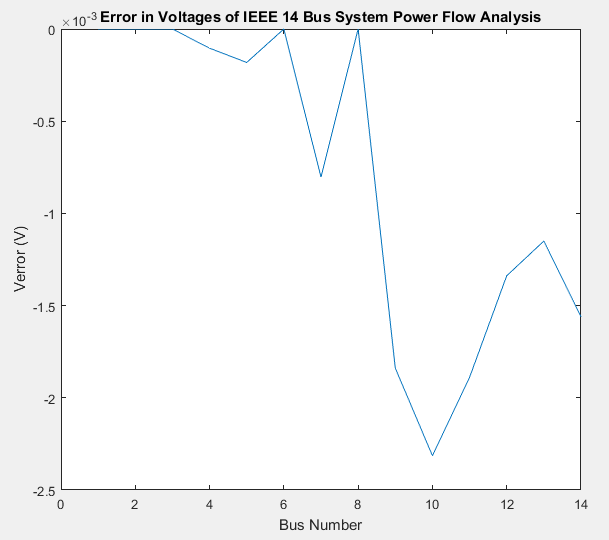 ×10⁻³ Error in Voltages of IEEE 14 Bus System Power Flow Analysis
0
-0.5
-1
-1.5
-2
-2.5
Verror (V)
0 2 4 6 8 10 12 14
Bus Number